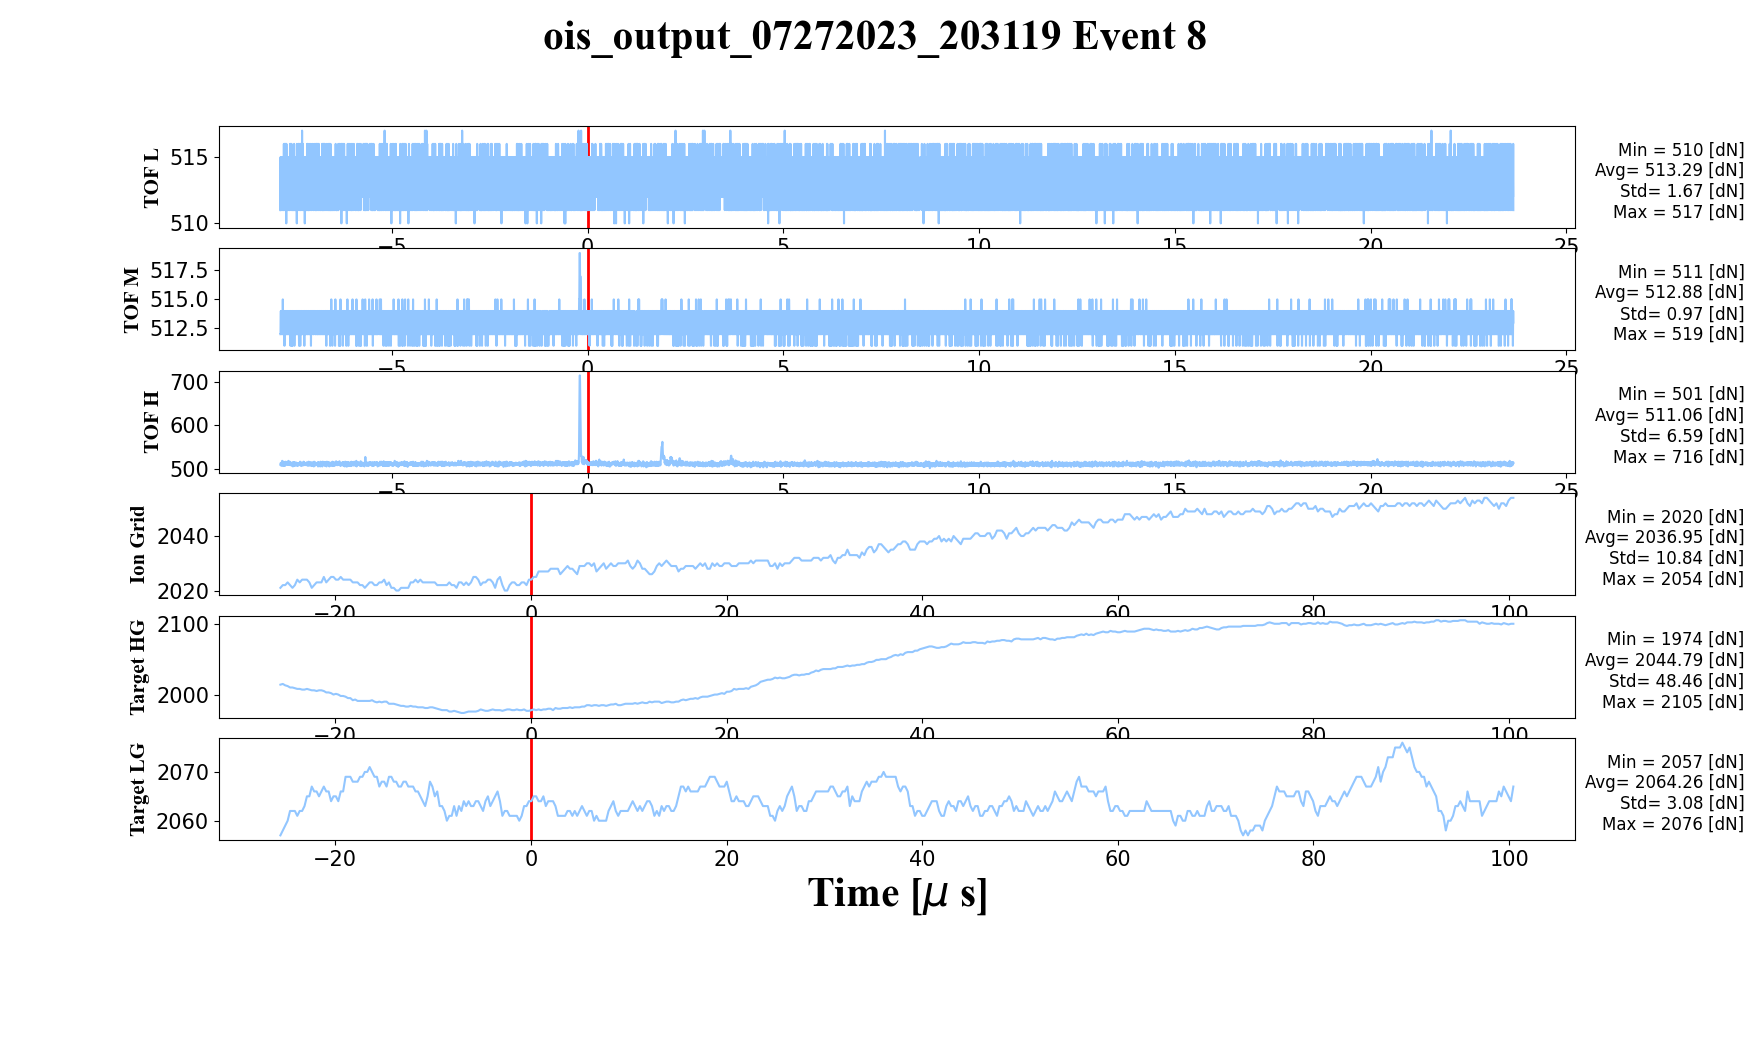 ois_output_07272023_203119 Event 8
TOF L
515
510
−5 0 5 10 15 20 25
Min = 510 [dN]
Avg= 513.29 [dN]
Std= 1.67 [dN]
Max = 517 [dN]
TOF M
517.5
515.0
512.5
−5 0 5 10 15 20 25
Min = 511 [dN]
Avg= 512.88 [dN]
Std= 0.97 [dN]
Max = 519 [dN]
TOF H
700
600
500
−5 0 5 10 15 20 25
Min = 501 [dN]
Avg= 511.06 [dN]
Std= 6.59 [dN]
Max = 716 [dN]
Ion Grid
2040
2020
−20 0 20 40 60 80 100
Min = 2020 [dN]
Avg= 2036.95 [dN]
Std= 10.84 [dN]
Max = 2054 [dN]
Target HG
2100
2000
−20 0 20 40 60 80 100
Min = 1974 [dN]
Avg= 2044.79 [dN]
Std= 48.46 [dN]
Max = 2105 [dN]
Target LG
2070
2060
−20 0 20 40 60 80 100
Min = 2057 [dN]
Avg= 2064.26 [dN]
Std= 3.08 [dN]
Max = 2076 [dN]
Time [μ s]